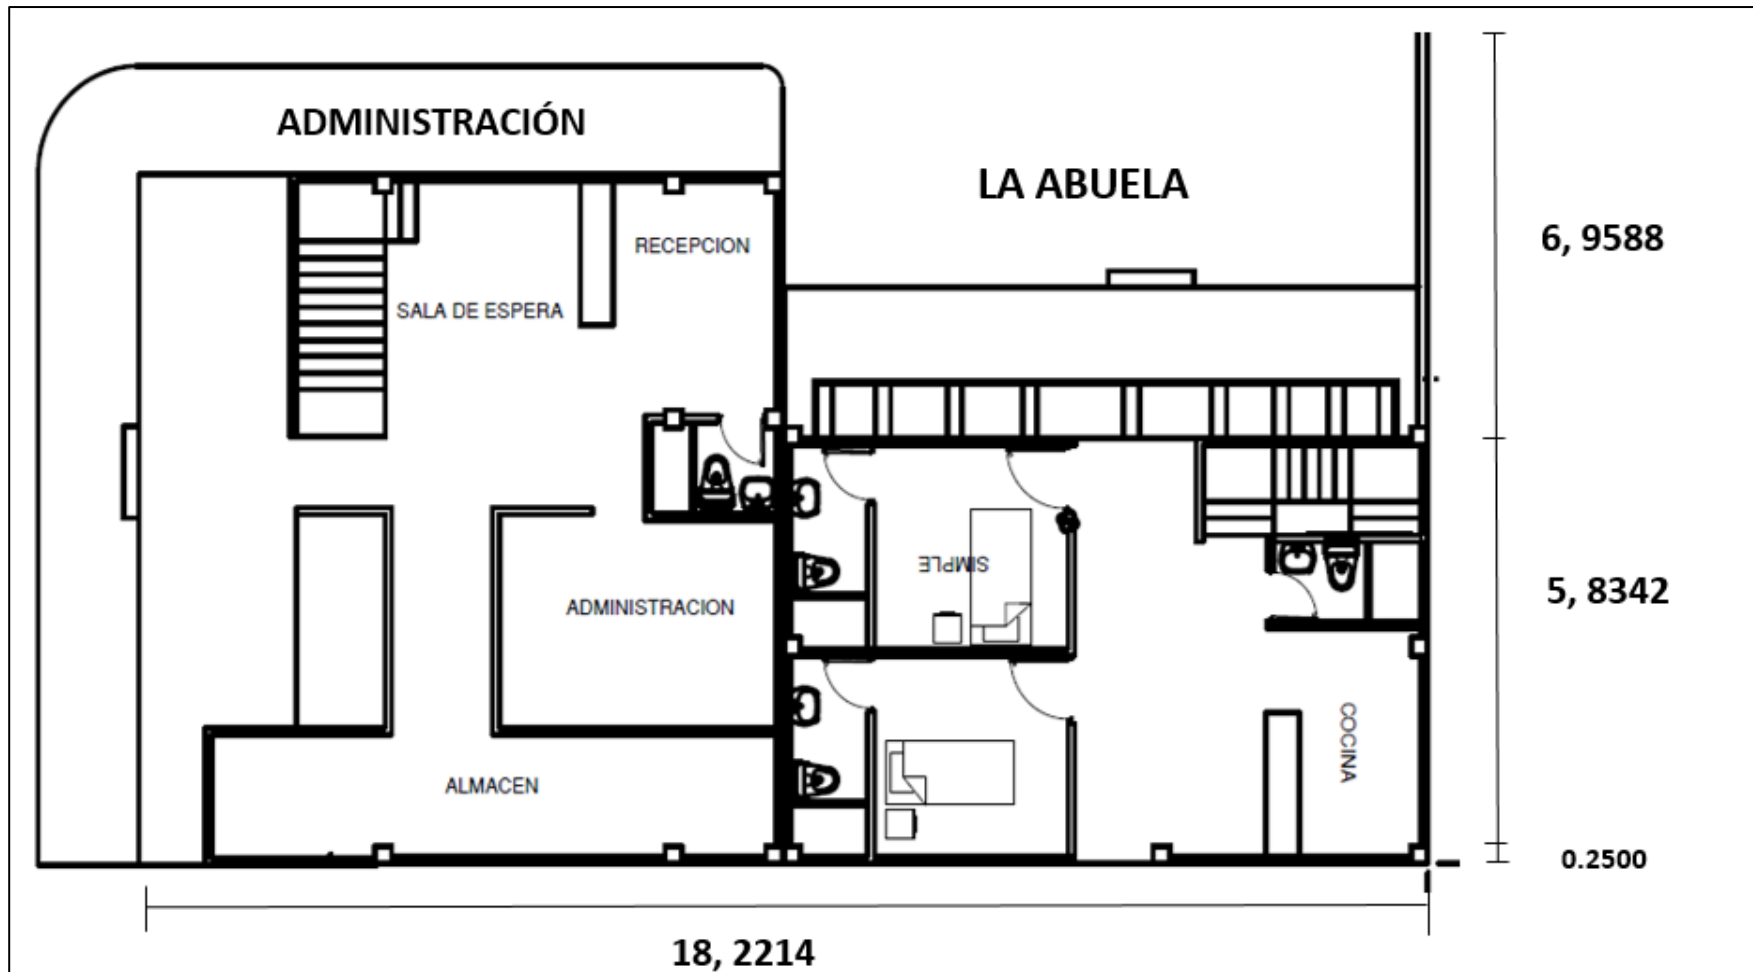 ADMINISTRACIÓN
LA ABUELA
6, 9588
RECEPCION
SALA DE ESPERA
SIMPLE
5, 8342
ADMINISTRACION
COCINA
ALMACEN
0.2500
18, 2214